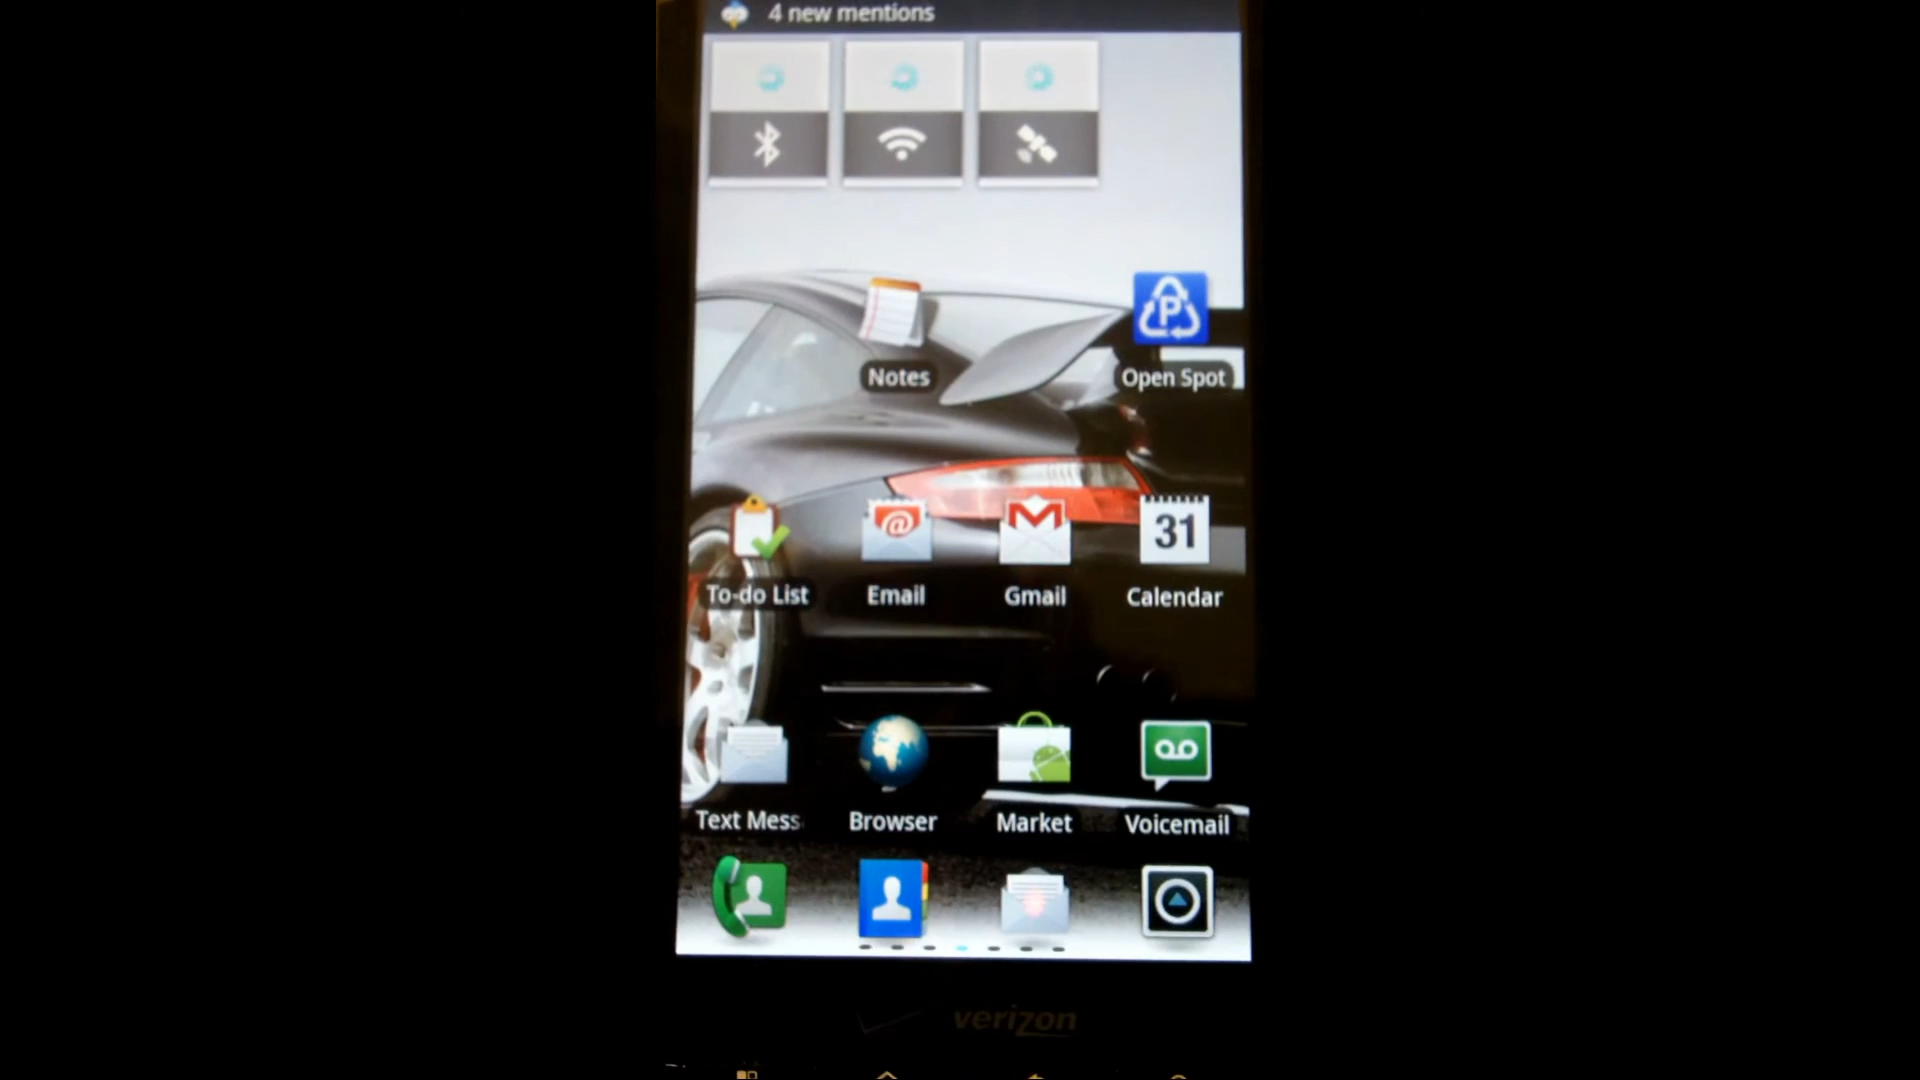 4 new mentions
Notes
Open Spot
P
To-do List
Email
Gmail
31
Calendar
Text Mess
Browser
Market
Voicemail
verizon